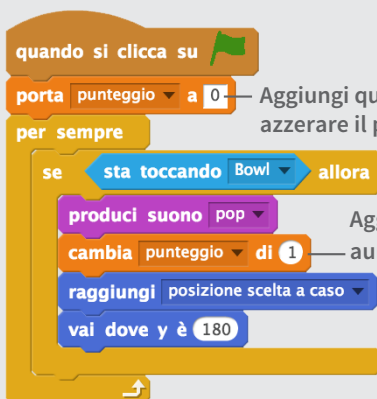 quando si clicca su
porta punteggio a 0
Aggiungi qu
azzerare il p
per sempre
se sta toccando Bowl allora
produci suono pop
Agg
cambia punteggio di 1
au
raggiungi posizione scelta a caso
vai dove y è 180